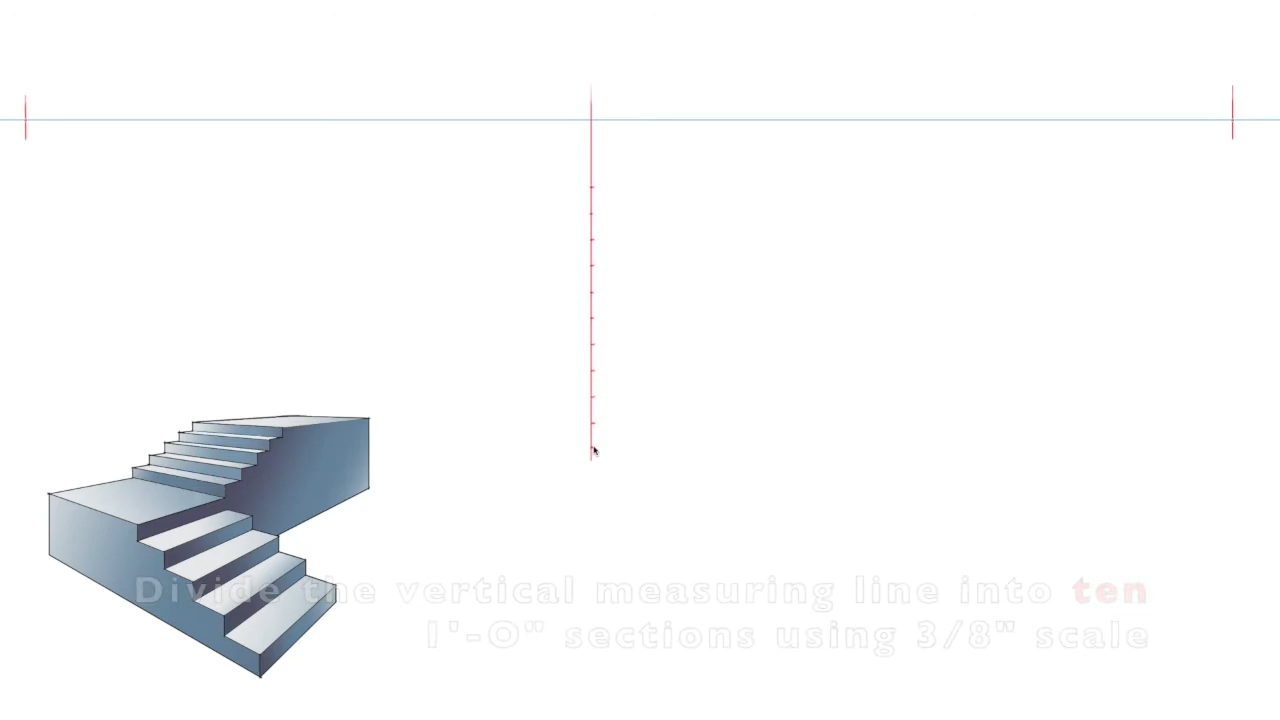 Divide the vertical measuring line into ten
1'-0" sections using 3/8" scale